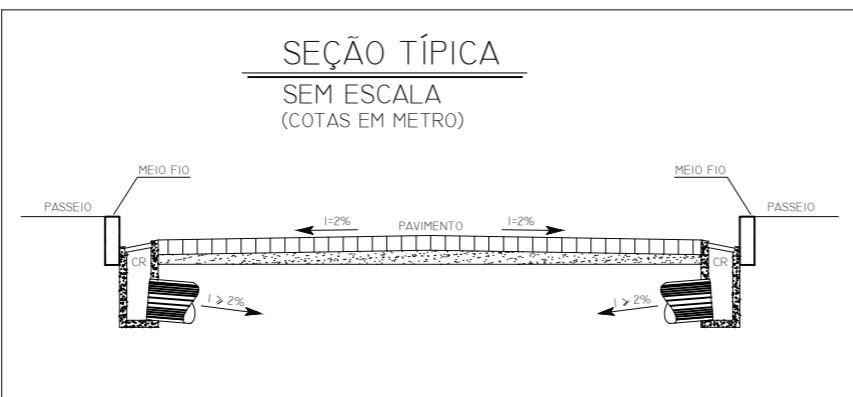 SEÇÃO TÍPICA
SEM ESCALA
(COTAS EM METRO)
MEIO FIO
MEIO FIO
PASSEIO
PASSEIO
I=2%
PAVIMENTO
I=2%
CR
CR
I ⩾ 2%
I ⩾ 2%